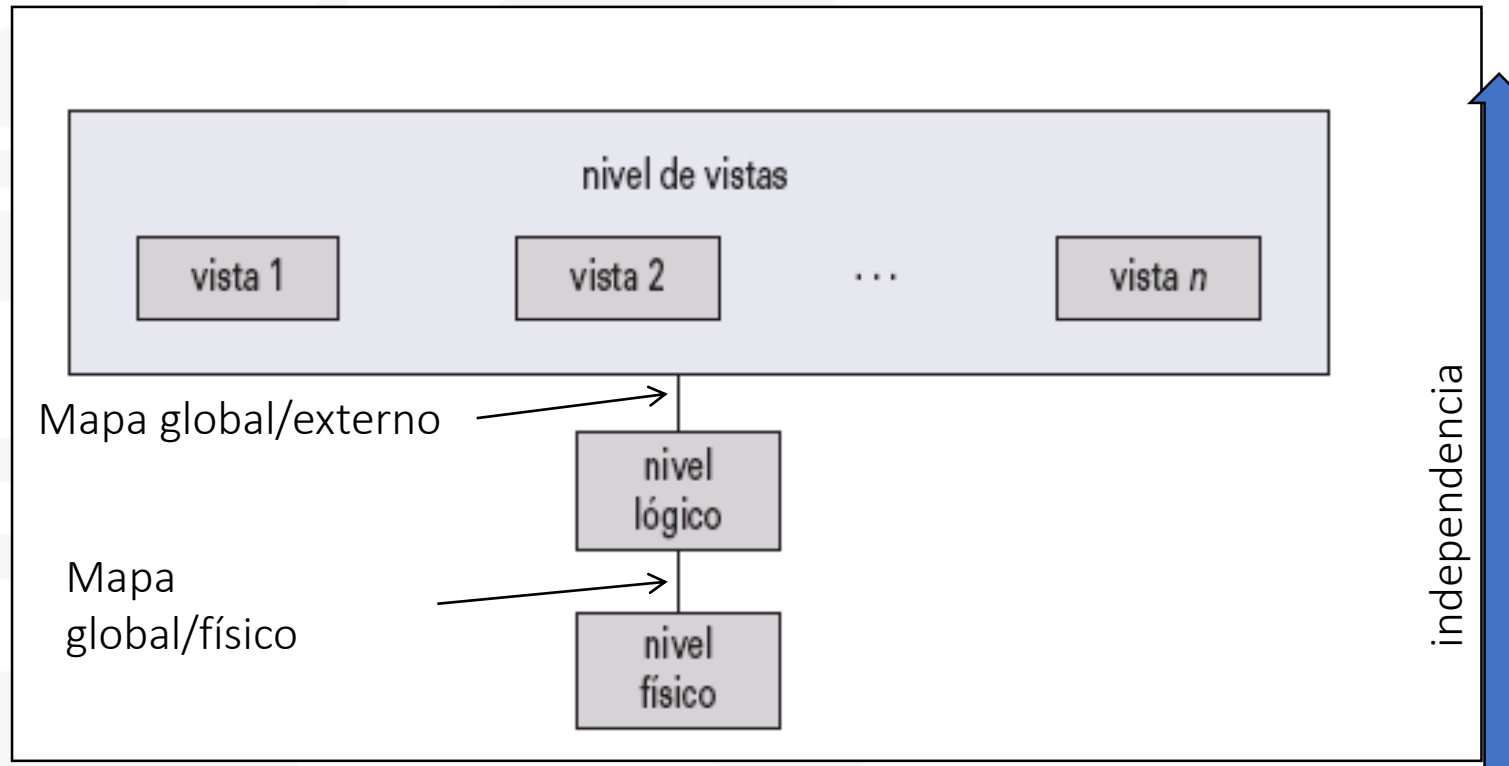 nivel de vistas
vista 1
vista 2
...
vista n
Mapa global/externo
nivel
lógico
Mapa
global/físico
nivel
físico
independencia